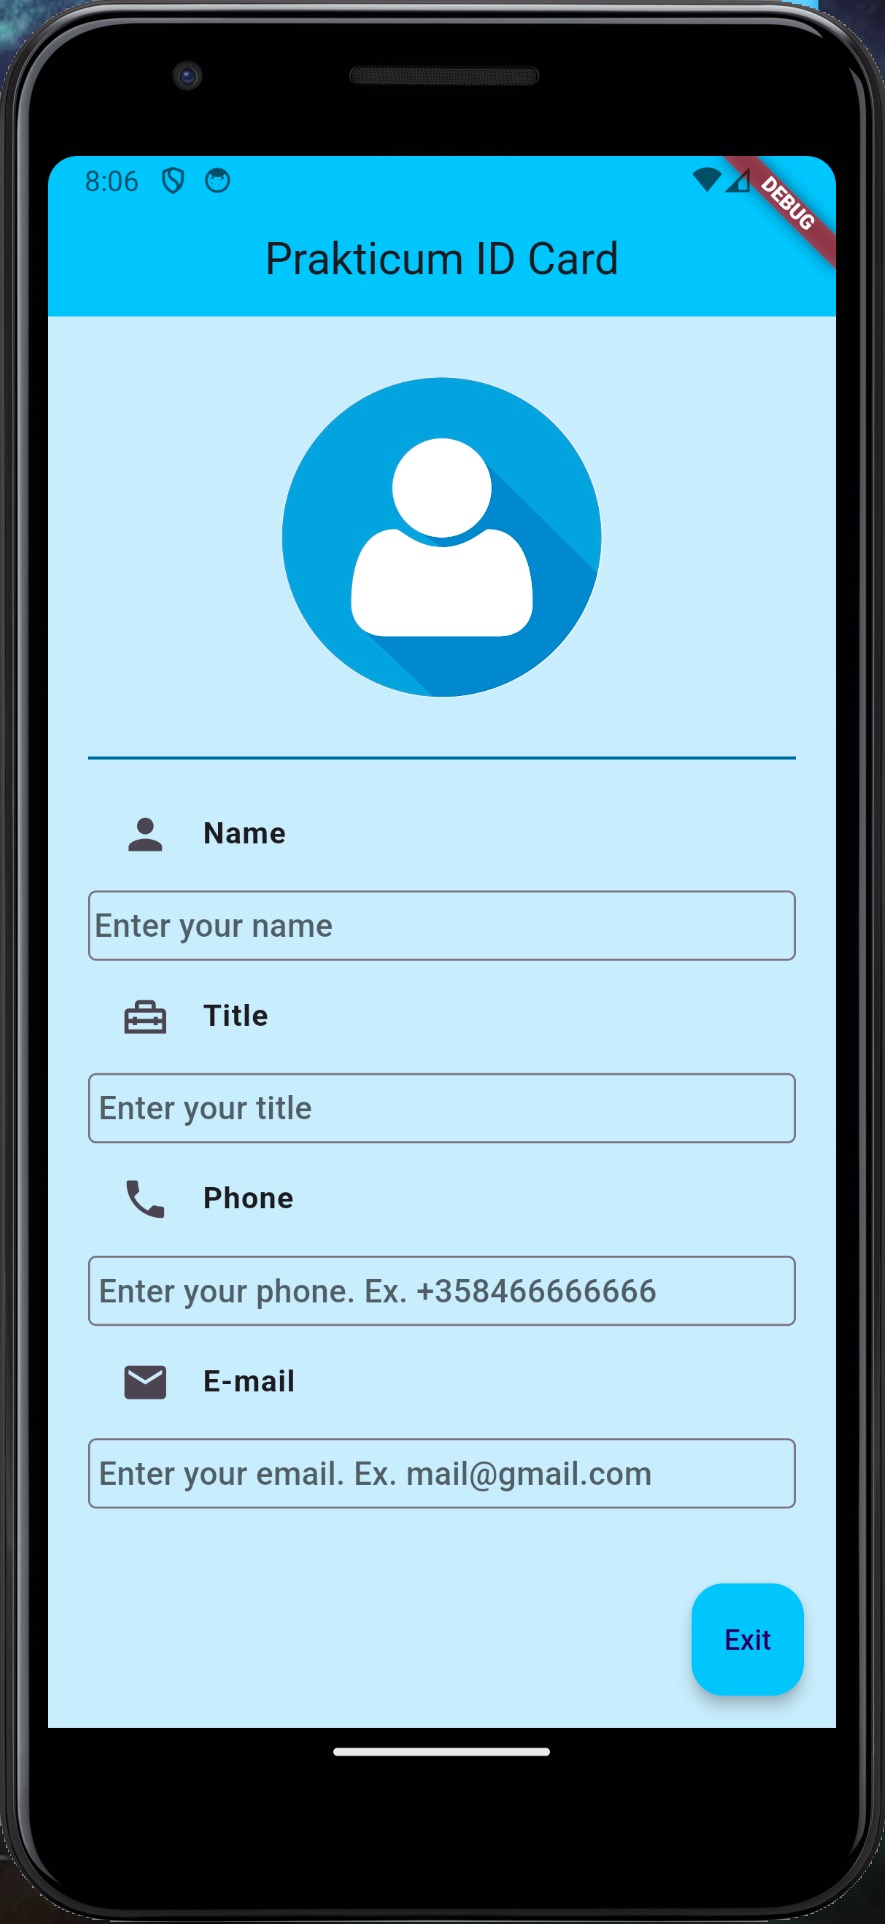 8:06
DEBUG
Prakticum ID Card
Name
Enter your name
Title
Enter your title
Phone
Enter your phone. Ex. +358466666666
E-mail
Enter your email. Ex. mail@gmail.com
Exit